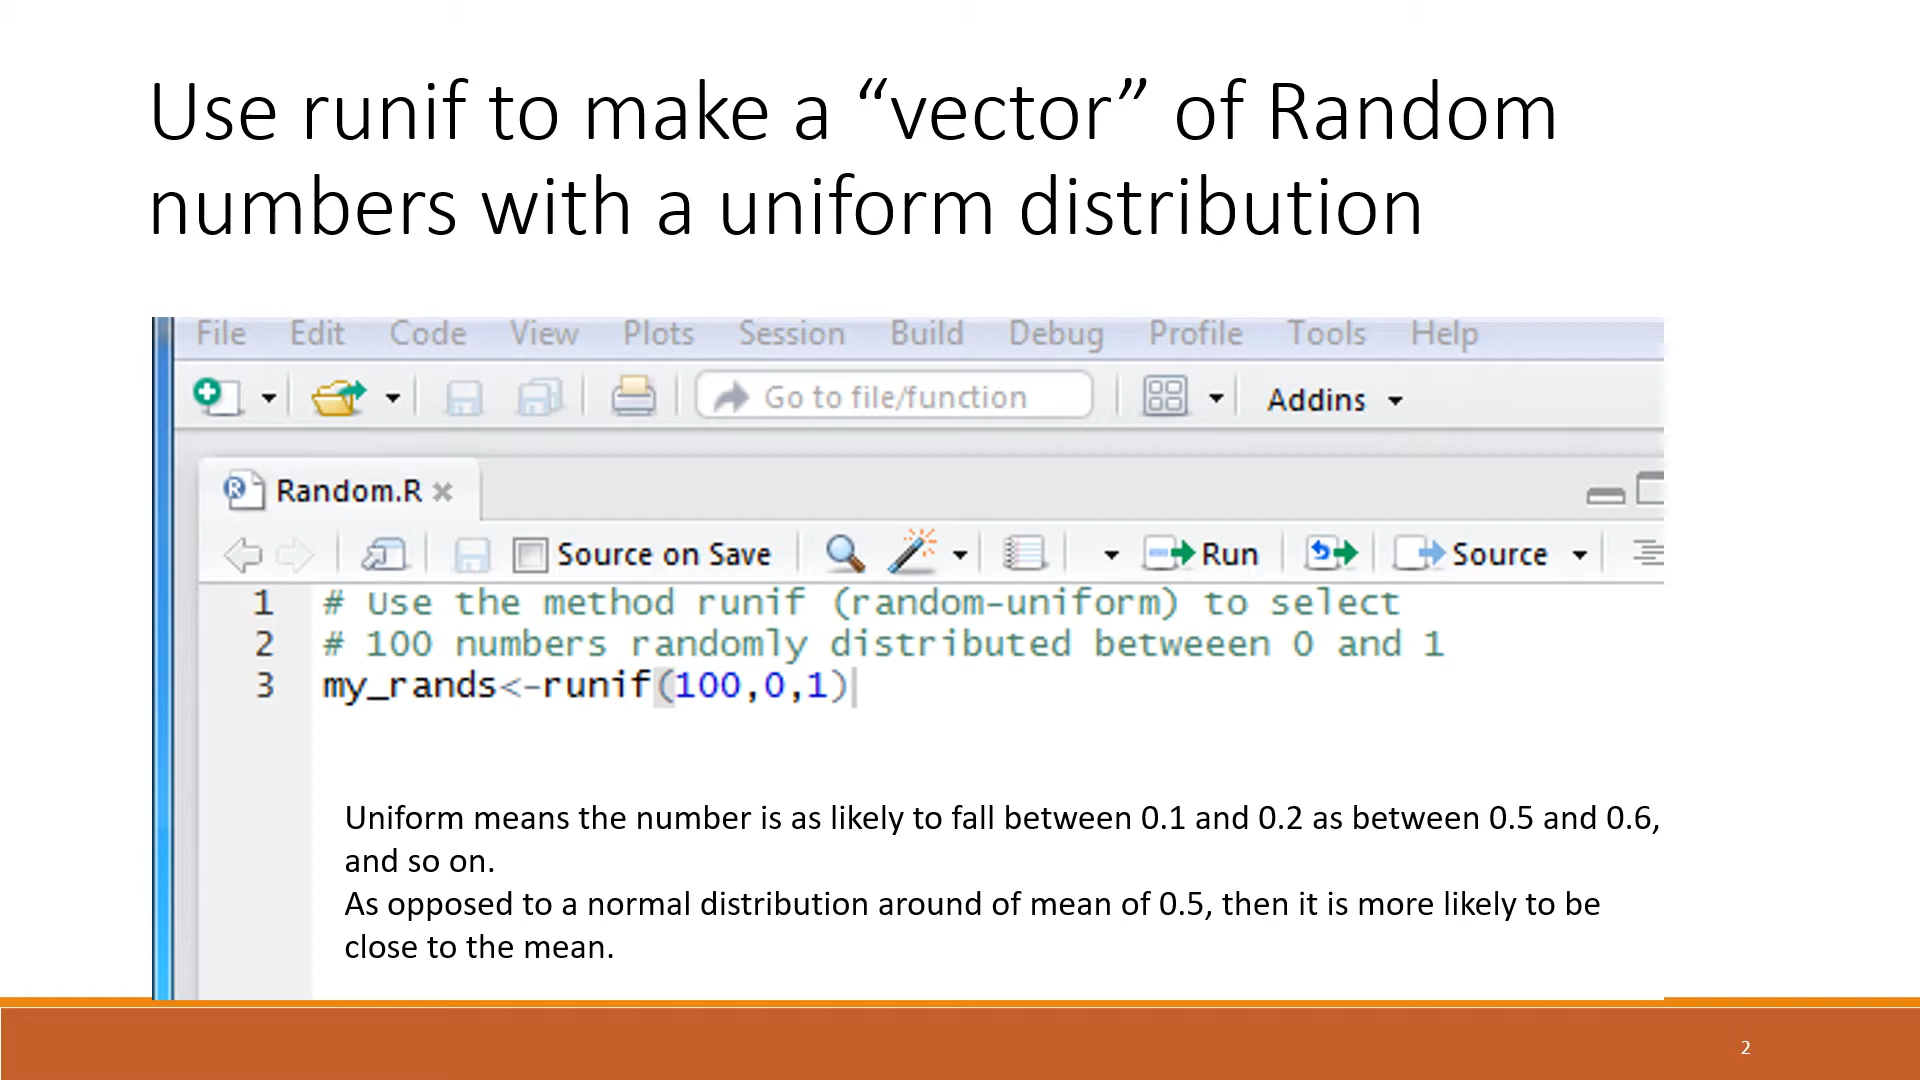 Use runif to make a “vector” of Random
numbers with a uniform distribution
File Edit Code View Plots Session Build Debug Profile Tools Help
Go to file/function Addins
Random.R
Source on Save Run Source
1 # Use the method runif (random-uniform) to select
2 # 100 numbers randomly distributed betweeen 0 and 1
3 my_rands<-runif(100,0,1)
Uniform means the number is as likely to fall between 0.1 and 0.2 as between 0.5 and 0.6,
and so on.
As opposed to a normal distribution around of mean of 0.5, then it is more likely to be
close to the mean.
2